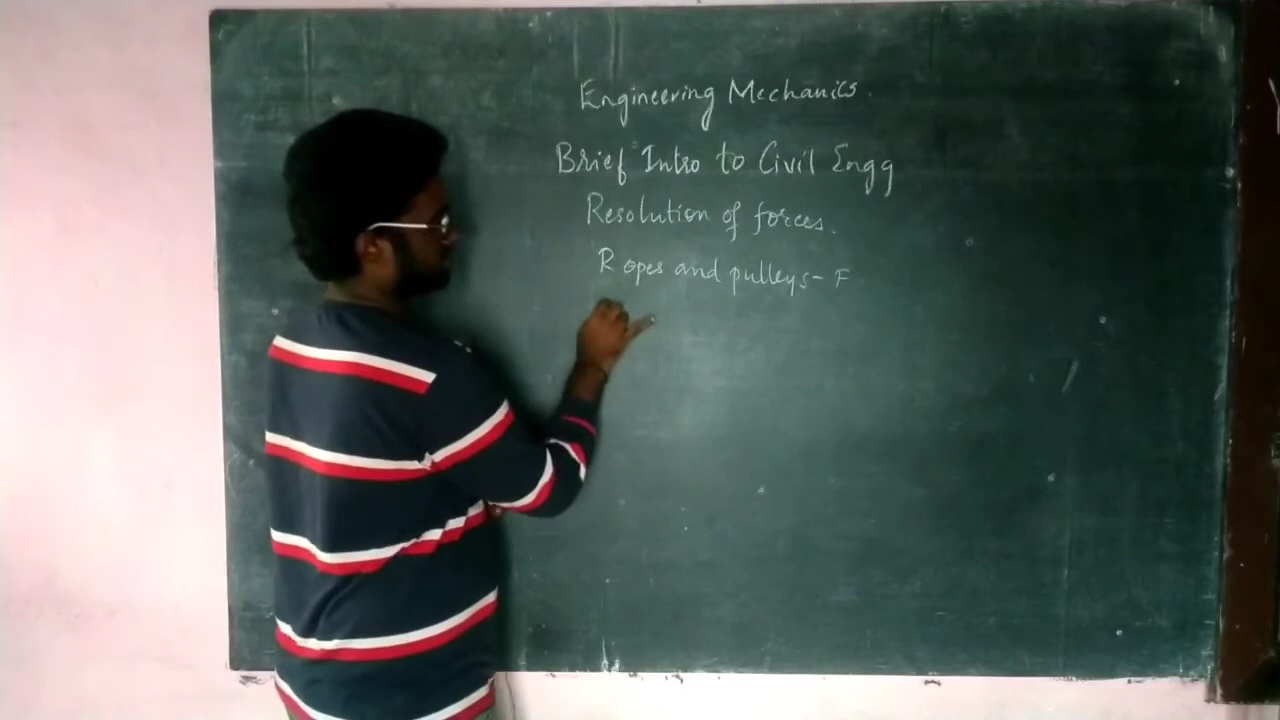 Engineering Mechanics.
Brief Intro to Civil Engg
Resolution of forces.
Ropes and pulleys - F